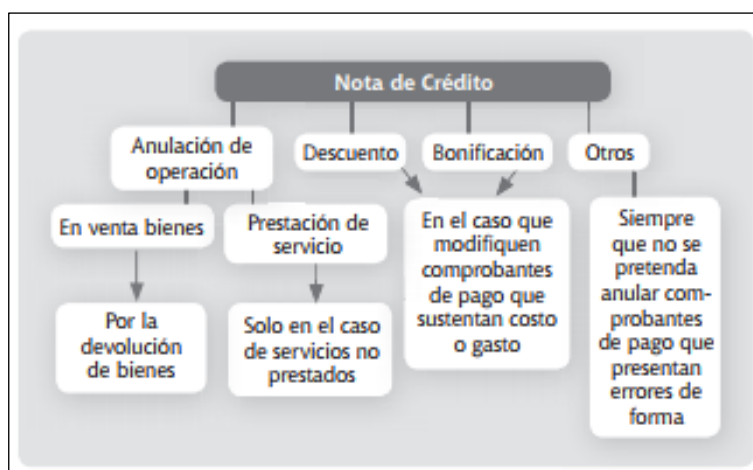 Nota de Crédito
Anulación de
operación
Descuento
Bonificación
Otros
En venta bienes
Prestación de
servicio
En el caso que
modifiquen
comprobantes
de pago que
sustentan costo
o gasto
Siempre
que no se
pretenda
anular com-
probantes
de pago que
presentan
errores de
forma
Por la
devolución
de bienes
Solo en el caso
de servicios no
prestados